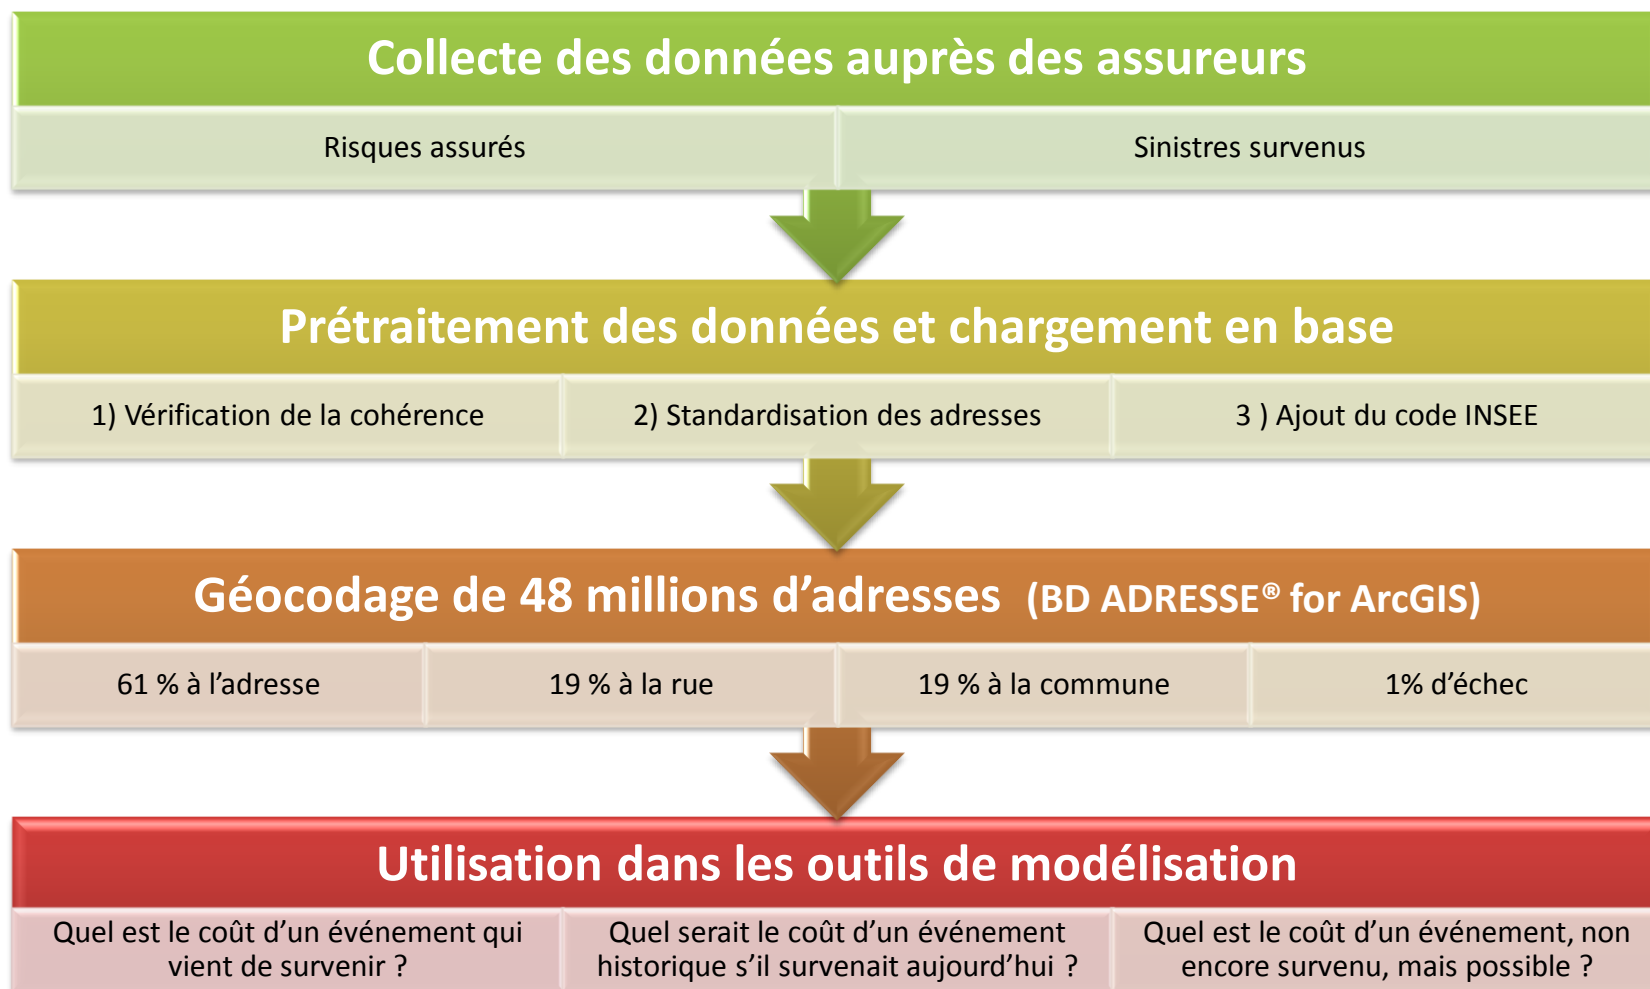 Collecte des données auprès des assureurs
Risques assurés
Sinistres survenus
Prétraitement des données et chargement en base
1) Vérification de la cohérence
2) Standardisation des adresses
3 ) Ajout du code INSEE
Géocodage de 48 millions d’adresses (BD ADRESSE® for ArcGIS)
61 % à l’adresse
19 % à la rue
19 % à la commune
1% d’échec
Utilisation dans les outils de modélisation
Quel est le coût d’un événement qui
vient de survenir ?
Quel serait le coût d’un événement
historique s’il survenait aujourd’hui ?
Quel est le coût d’un événement, non
encore survenu, mais possible ?